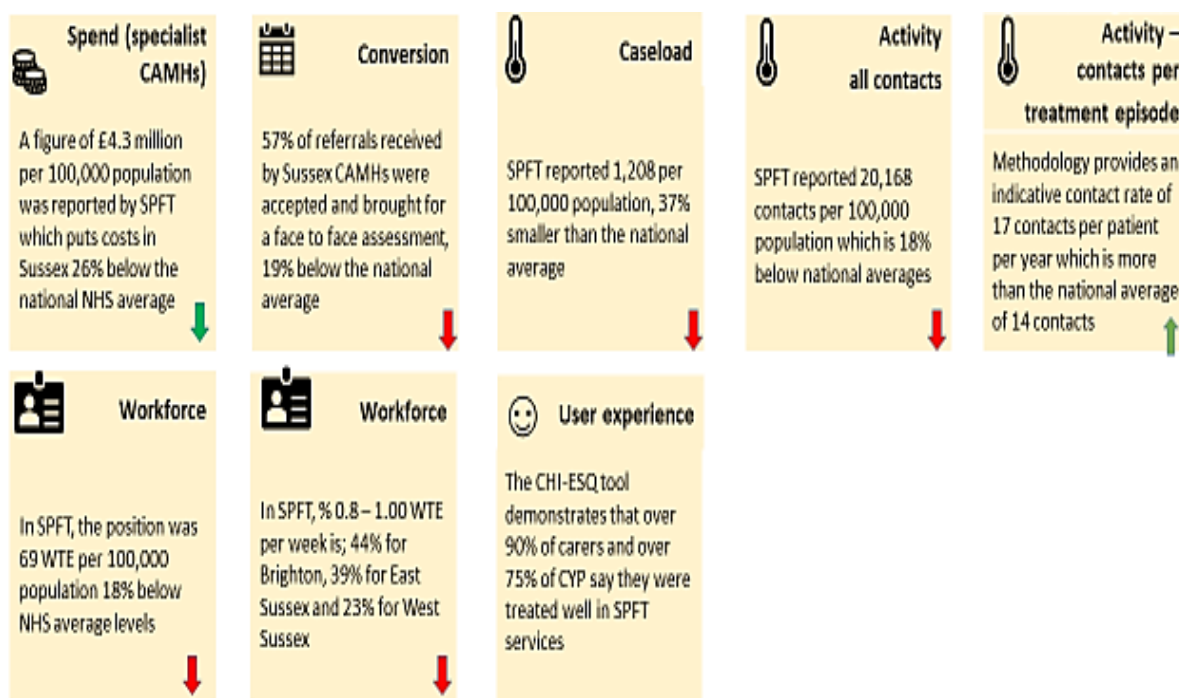 Spend (specialist
CAMHs)
A figure of £4.3 million
per 100,000 population
was reported by SPFT
which puts costs in
Sussex 26% below the
national NHS average
Conversion
57% of referrals received
by Sussex CAMHs were
accepted and brought for
a face to face assessment,
19% below the national
average
Caseload
SPFT reported 1,208 per
100,000 population, 37%
smaller than the national
average
Activity
all contacts
SPFT reported 20,168
contacts per 100,000
population which is 18%
below national averages
Activity –
contacts per
treatment episode
Methodology provides an
indicative contact rate of
17 contacts per patient
per year which is more
than the national average
of 14 contacts
Workforce
In SPFT, the position was
69 WTE per 100,000
population 18% below
NHS average levels
Workforce
In SPFT, % 0.8 – 1.00 WTE
per week is; 44% for
Brighton, 39% for East
Sussex and 23% for West
Sussex
User experience
The CHI-ESQ tool
demonstrates that over
90% of carers and over
75% of CYP say they were
treated well in SPFT
services